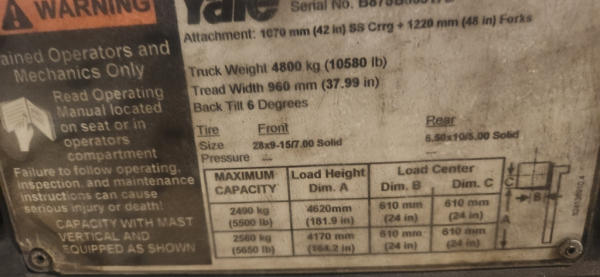 WARNING
Yale
Serial No.
Attachment: 1070 mm (42 in) SS Crrg + 1220 mm (48 in) Forks
ained Operators and
Mechanics Only
Truck Weight 4800 kg (10580 lb)
Tread Width 960 mm (37.99 in)
Back Tilt 6 Degrees
Read Operating
Manual located
on seat or in
operators
compartment
Failure to follow operating,
inspection, and maintenance
instructions can cause
serious injury or death!
CAPACITY WITH MAST
VERTICAL AND
EQUIPPED AS SHOWN
Tire Front Rear
Size 28x9-15/7.00 Solid 6.50x10/5.00 Solid
Pressure -- --
MAXIMUM CAPACITY Load Height Dim. A Load Center Dim. B Dim. C
2490 kg (5500 lb) 4620mm (181.9 in) 610 mm (24 in) 610 mm (24 in)
2560 kg (5650 lb) 4170 mm (164.2 in) 610 mm (24 in) 610 mm (24 in)
C
B
A